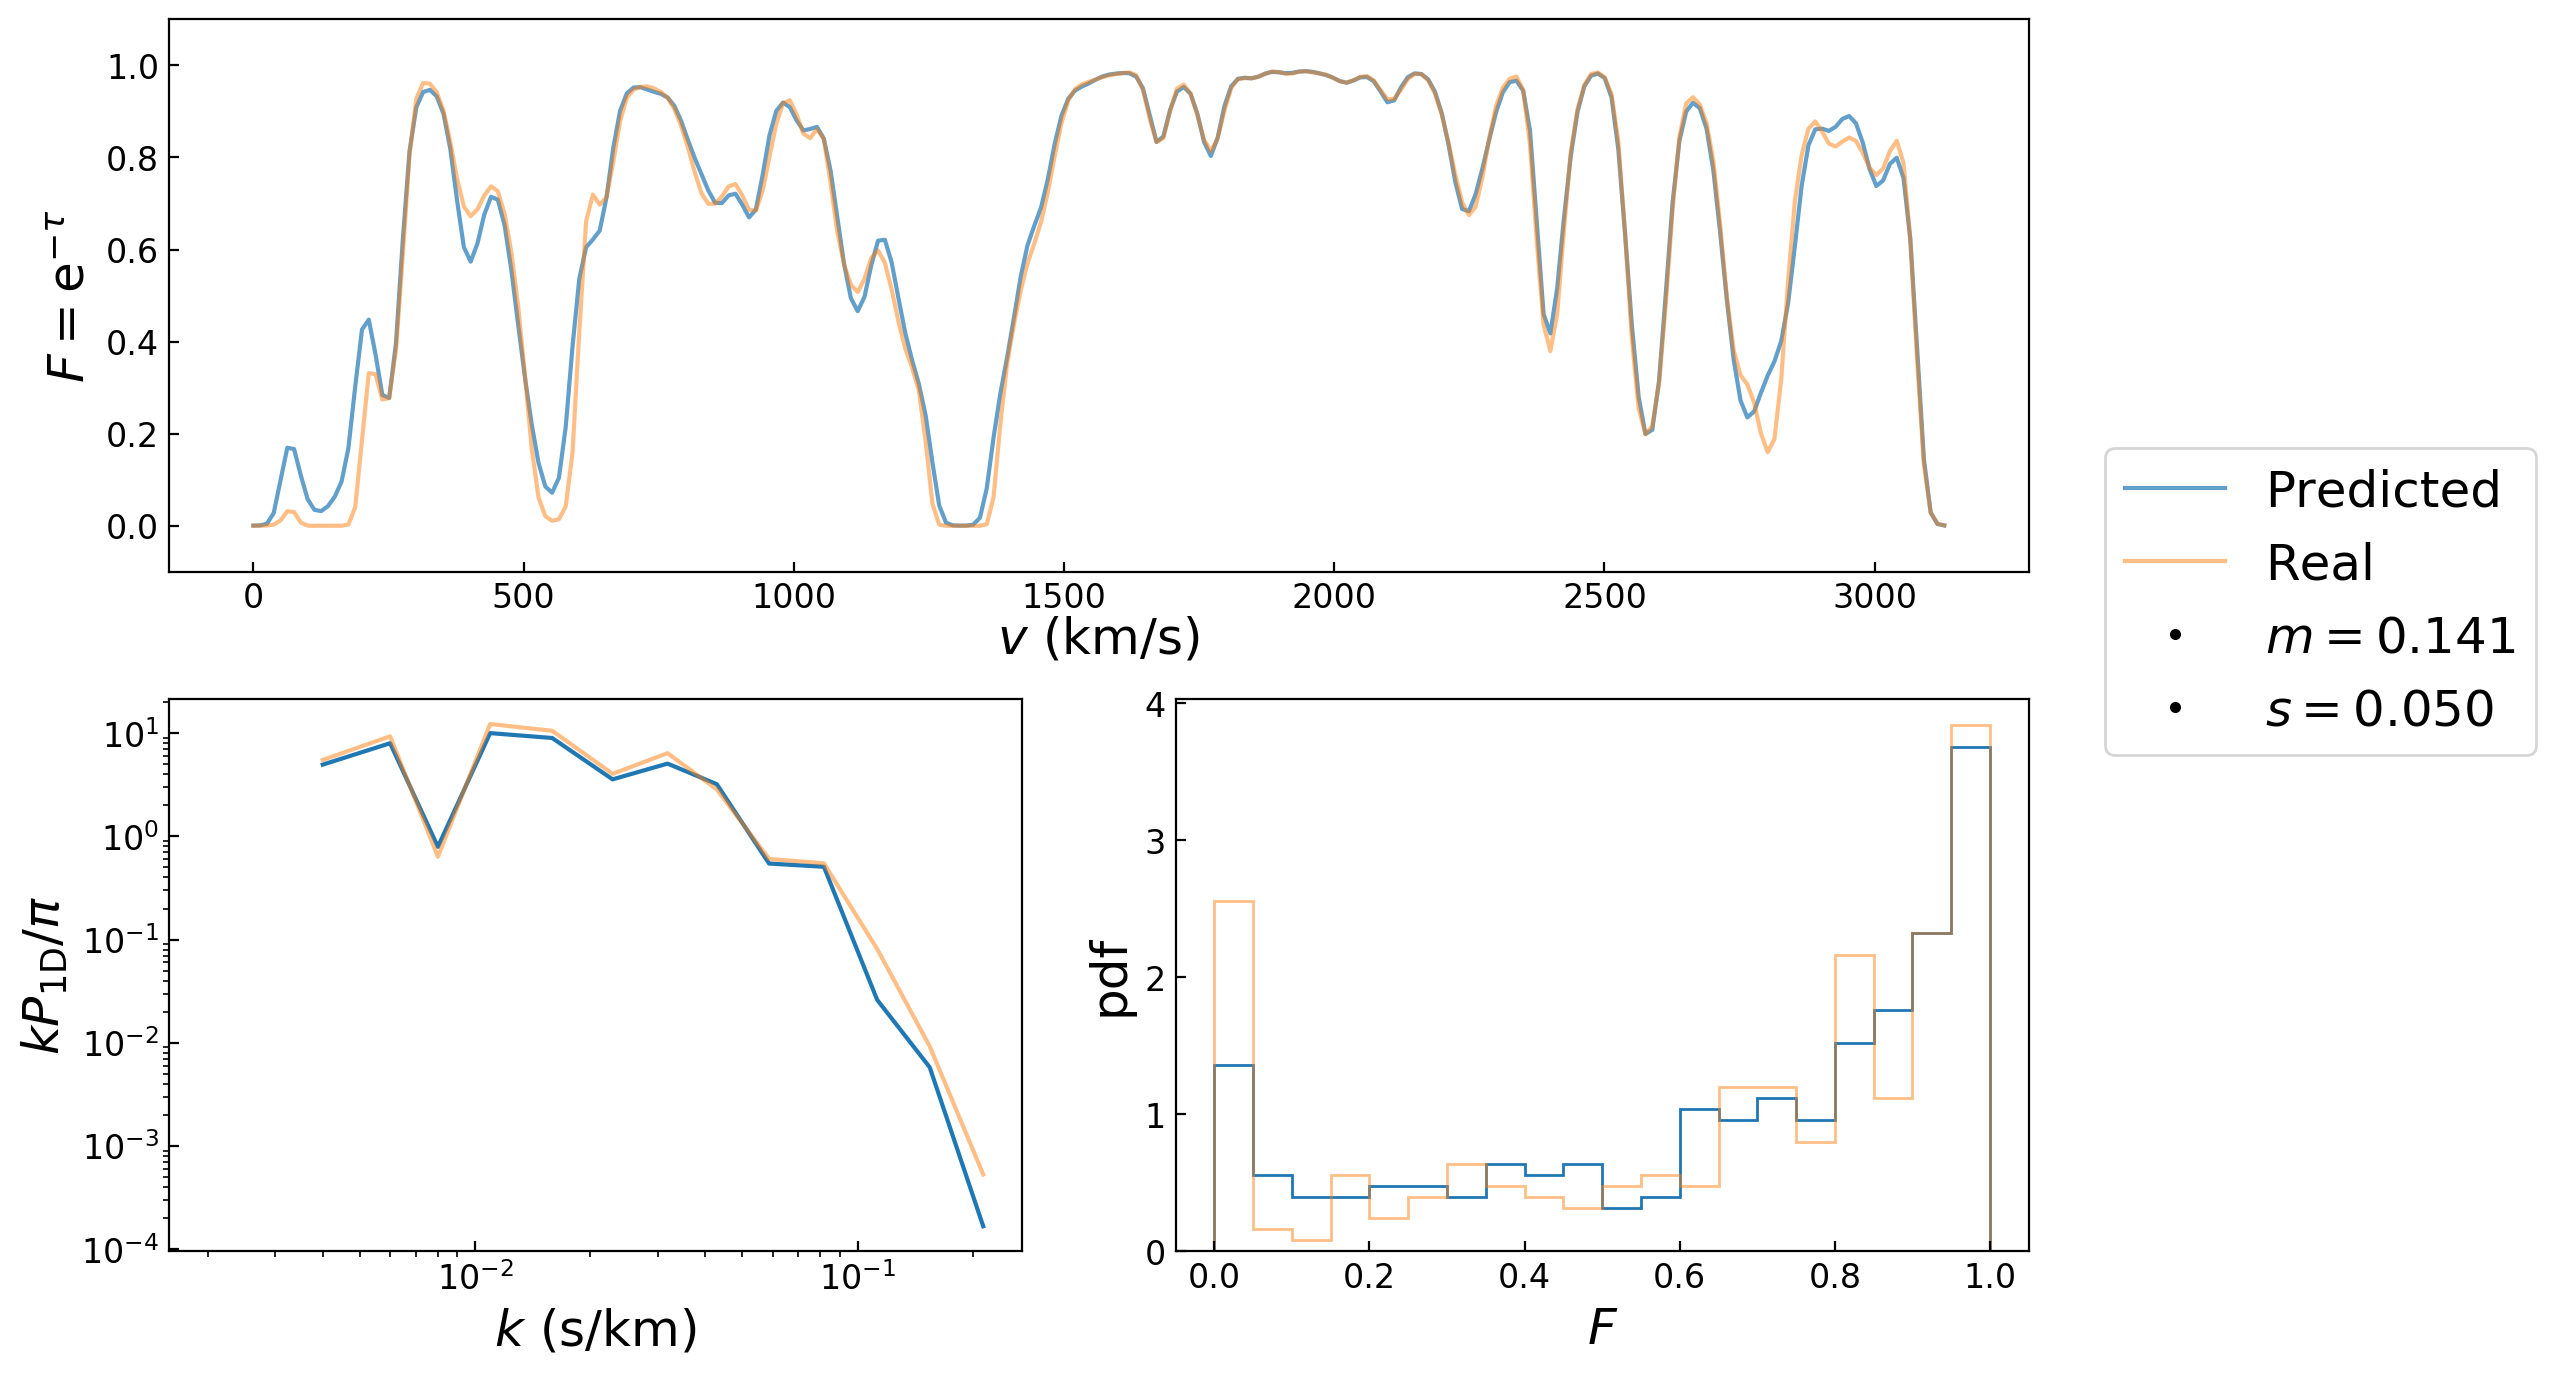 F = e^{−τ}
1.0
0.8
0.6
0.4
0.2
0.0
0 500 1000 1500 2000 2500 3000
v (km/s)
Predicted
Real
m = 0.141
s = 0.050
kP_{1D}/π
10^1
10^0
10^{−1}
10^{−2}
10^{−3}
10^{−4}
10^{−2} 10^{−1}
k (s/km)
pdf
4
3
2
1
0
0.0 0.2 0.4 0.6 0.8 1.0
F